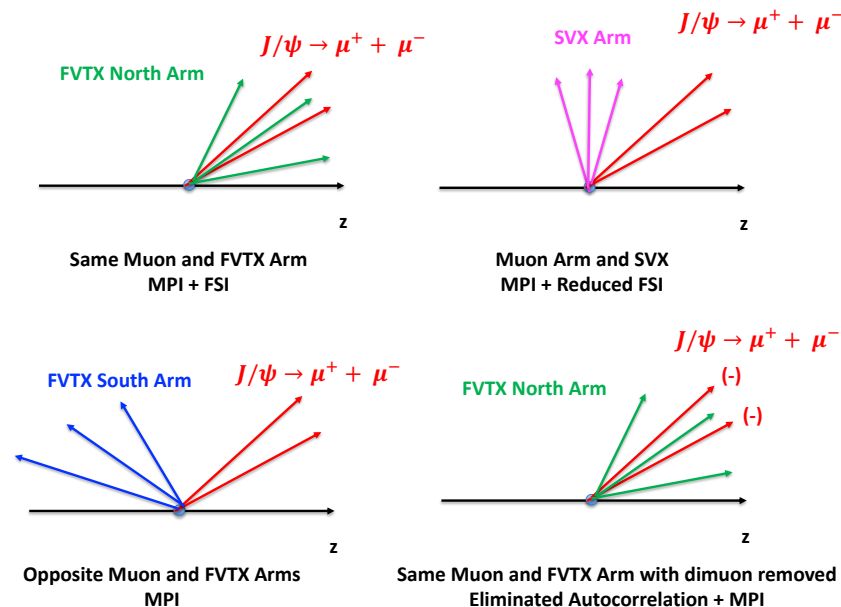 J/ψ → μ⁺ + μ⁻
FVTX North Arm
z
Same Muon and FVTX Arm
MPI + FSI
J/ψ → μ⁺ + μ⁻
SVX Arm
z
Muon Arm and SVX
MPI + Reduced FSI
J/ψ → μ⁺ + μ⁻
FVTX South Arm
z
Opposite Muon and FVTX Arms
MPI
J/ψ → μ⁺ + μ⁻
(-)
FVTX North Arm
(-)
z
Same Muon and FVTX Arm with dimuon removed
Eliminated Autocorrelation + MPI